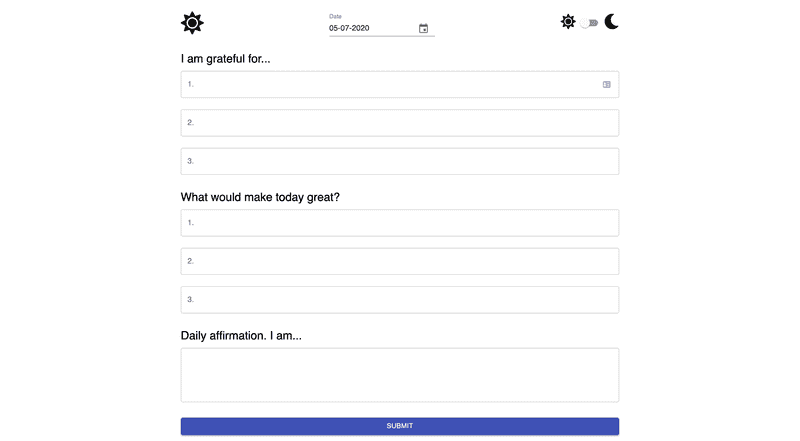 Date
05-07-2020
I am grateful for...
1.
2.
3.
What would make today great?
1.
2.
3.
Daily affirmation. I am...
SUBMIT